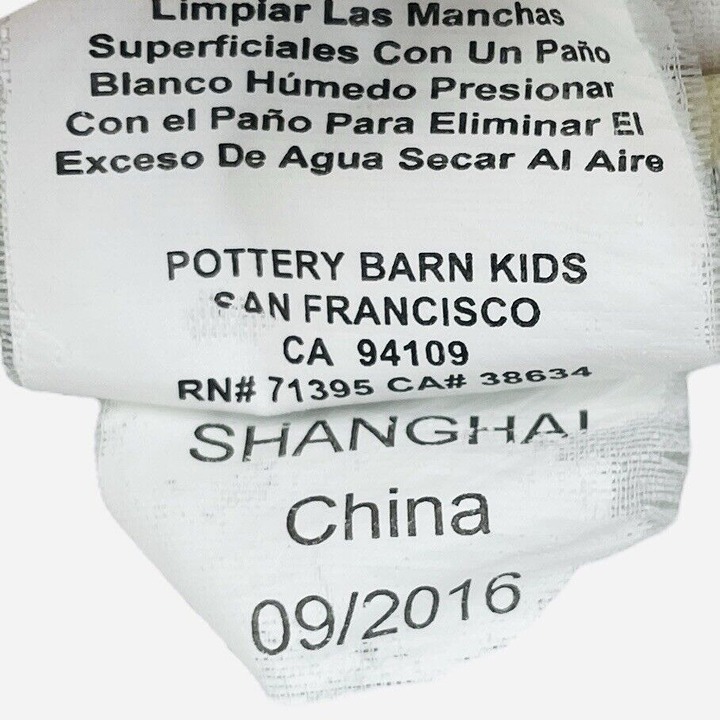 Limpiar Las Manchas
Superficiales Con Un Paño
Blanco Húmedo Presionar
Con el Paño Para Eliminar El
Exceso De Agua Secar Al Aire
POTTERY BARN KIDS
SAN FRANCISCO
CA 94109
RN# 71395 CA# 38634
SHANGHAI
China
09/2016